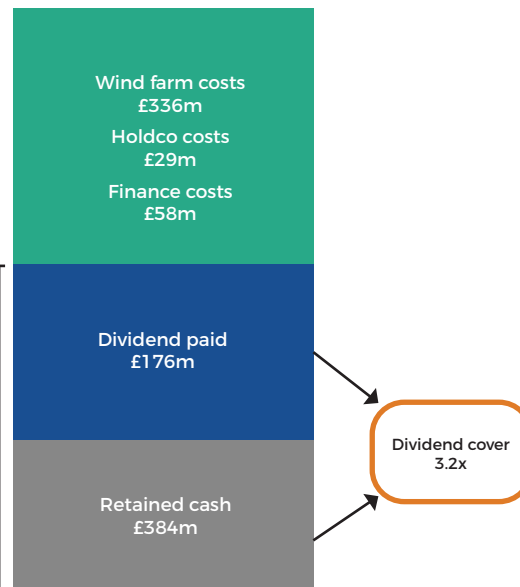 Wind farm costs
£336m
Holdco costs
£29m
Finance costs
£58m
Dividend paid
£176m
Dividend cover
3.2x
Retained cash
£384m